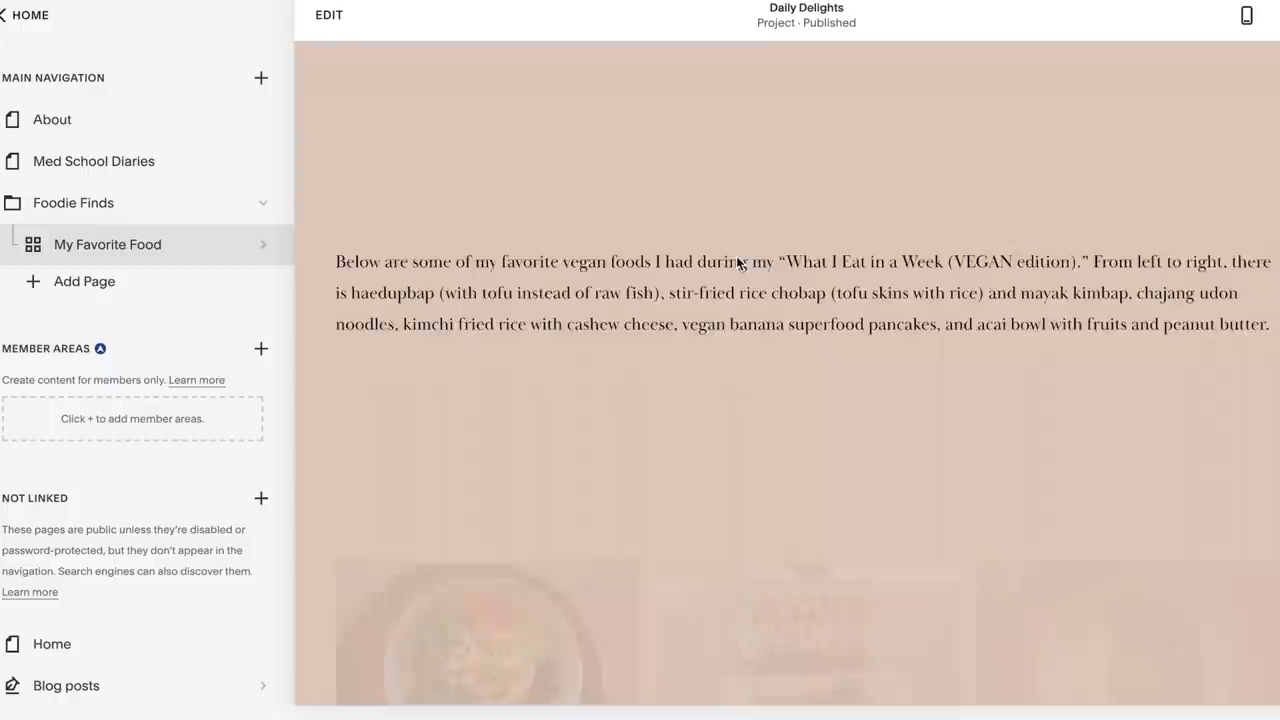 HOME
EDIT
Daily Delights
Project · Published
MAIN NAVIGATION
About
Med School Diaries
Foodie Finds
My Favorite Food
Add Page
MEMBER AREAS
Create content for members only. Learn more
Click + to add member areas.
NOT LINKED
These pages are public unless they're disabled or
password-protected, but they don't appear in the
navigation. Search engines can also discover them.
Learn more
Home
Blog posts
Below are some of my favorite vegan foods I had during my “What I Eat in a Week (VEGAN edition).” From left to right, there
is haedupbap (with tofu instead of raw fish), stir-fried rice chobap (tofu skins with rice) and mayak kimbap, chajang udon
noodles, kimchi fried rice with cashew cheese, vegan banana superfood pancakes, and acai bowl with fruits and peanut butter.